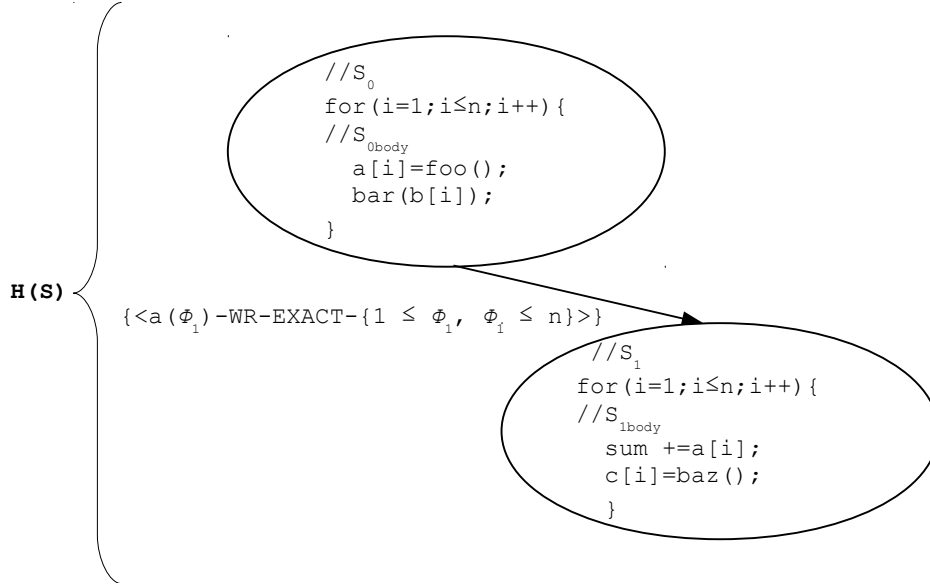 //S₀
for(i=1;i≤n;i++){
//S₀body
a[i]=foo();
bar(b[i]);
}
H(S)
{<a(Φ₁)-WR-EXACT-{1 ≤ Φ₁, Φ₁ ≤ n}>}
//S₁
for(i=1;i≤n;i++){
//S₁body
sum +=a[i];
c[i]=baz();
}